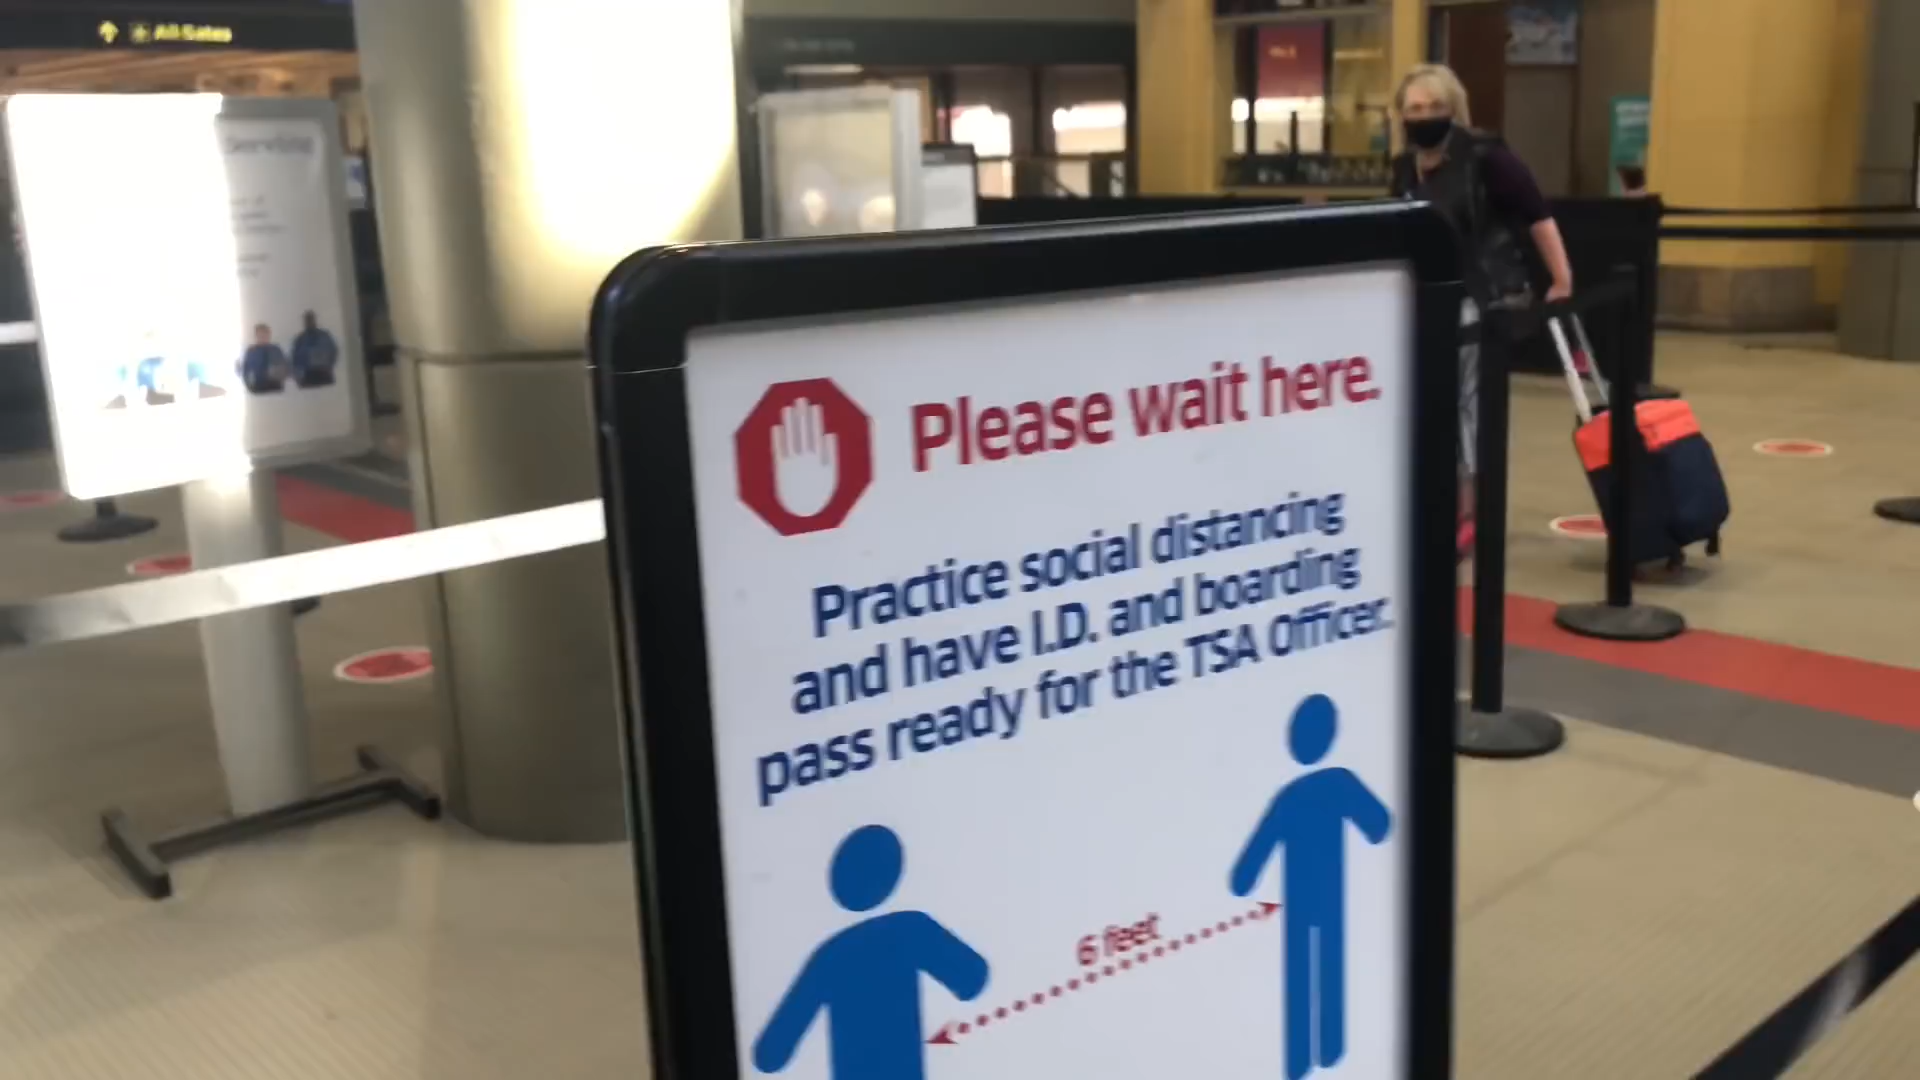 All Gates
Please wait here.
Practice social distancing
and have I.D. and boarding
pass ready for the TSA Officer.
6 feet